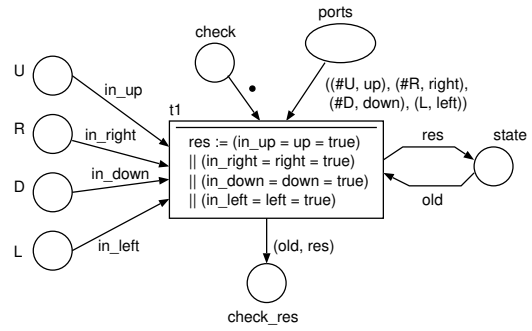 check
ports
U
in_up
((#U, up), (#R, right),
(#D, down), (L, left))
t1
R
in_right
res := (in_up = up = true)
|| (in_right = right = true)
|| (in_down = down = true)
|| (in_left = left = true)
res
state
D
in_down
old
L
in_left
(old, res)
check_res